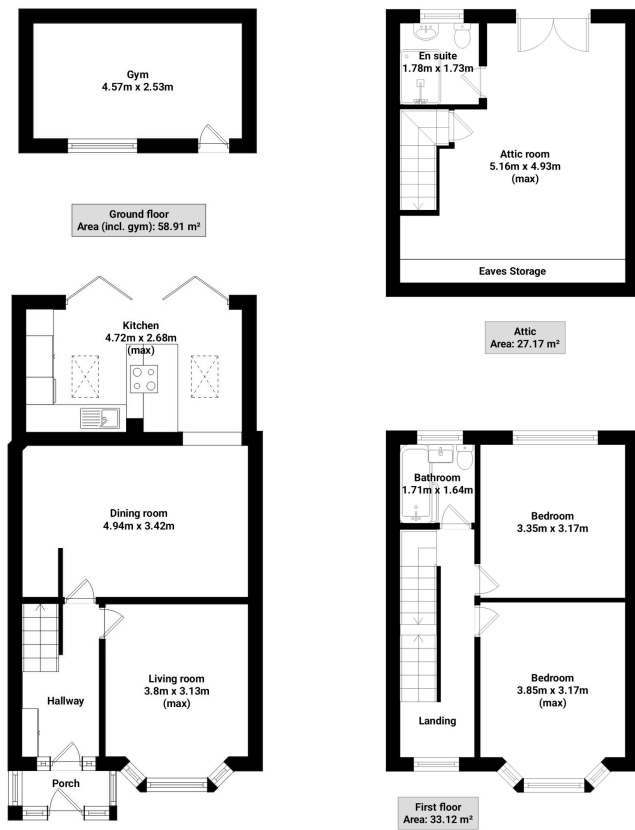 Gym
4.57m x 2.53m
Ground floor
Area (incl. gym): 58.91 m²
Kitchen
4.72m x 2.68m
(max)
Dining room
4.94m x 3.42m
Living room
3.8m x 3.13m
(max)
Hallway
Porch
En suite
1.78m x 1.73m
Attic room
5.16m x 4.93m
(max)
Eaves Storage
Attic
Area: 27.17 m²
Bathroom
1.71m x 1.64m
Bedroom
3.35m x 3.17m
Bedroom
3.85m x 3.17m
(max)
Landing
First floor
Area: 33.12 m²